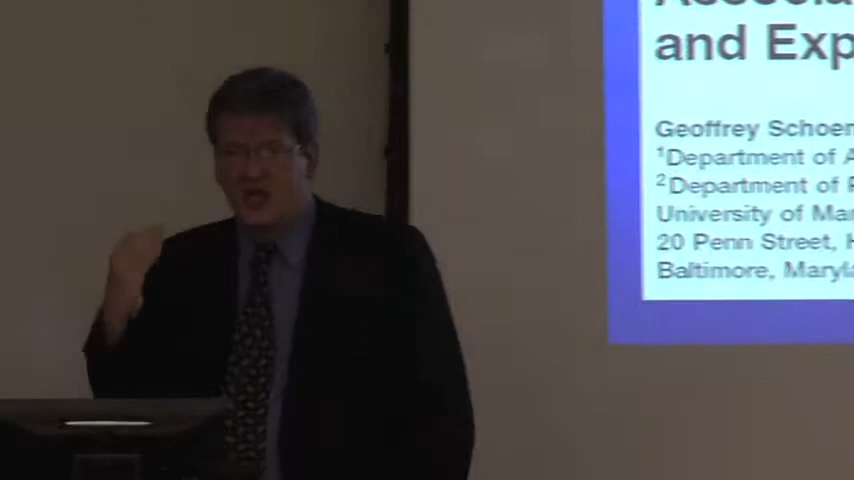 and Exp
Geoffrey Schoen
¹Department of A
²Department of
University of Mar
20 Penn Street, H
Baltimore, Maryla